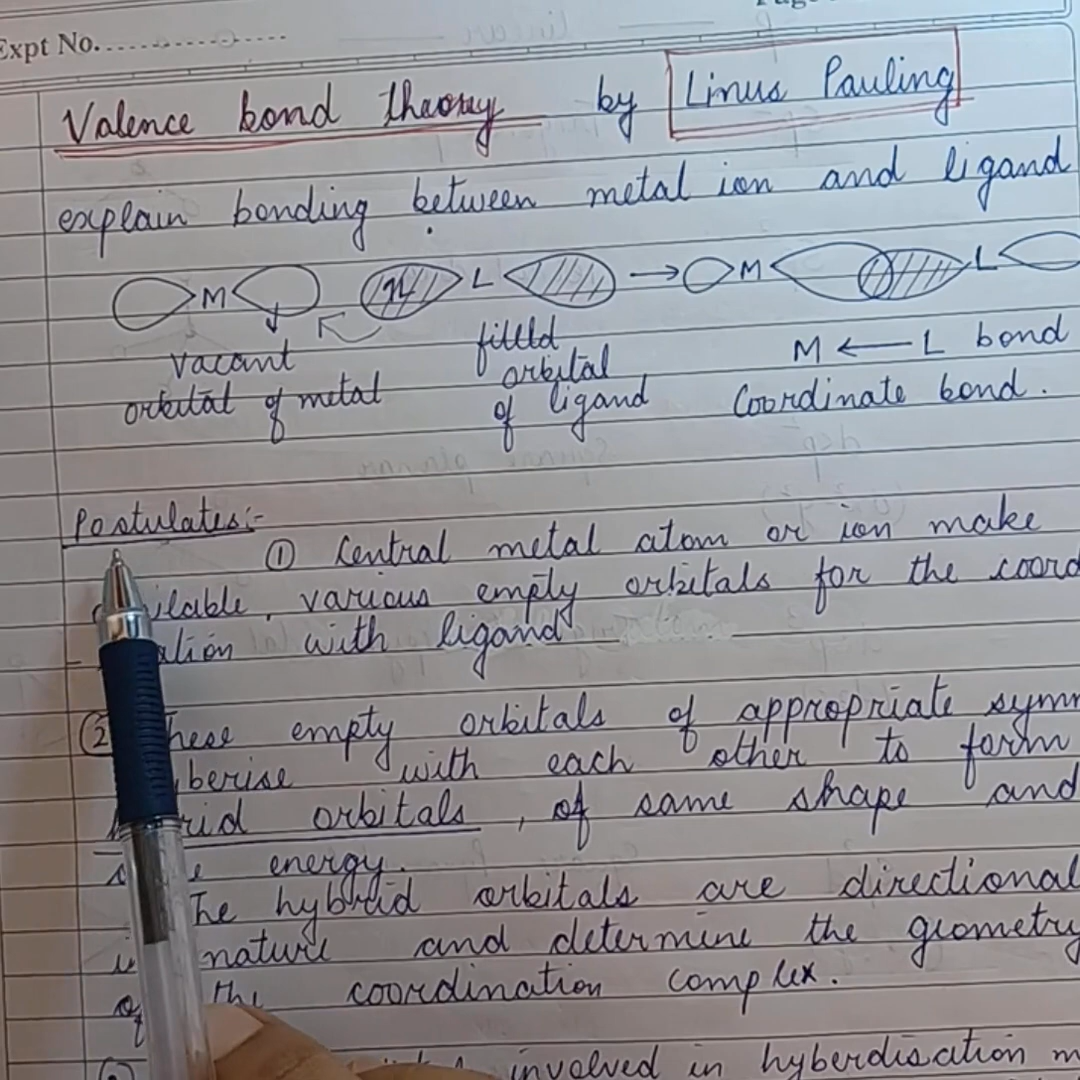 Expt No.
Valence bond theory by Linus Pauling
explain bonding between metal ion and ligand
M L → M L
vacant filled M ← L bond
orbital of metal orbital of ligand Coordinate bond.
Postulates:-
① Central metal atom or ion make
various empty orbitals for the coord
with ligand
② empty orbitals of appropriate symm
with each other to form
orbitals, of same shape and
energy.
The hybrid orbitals are directional
nature and determine the geometry
of the coordination complex.
involved in hyberdisation m